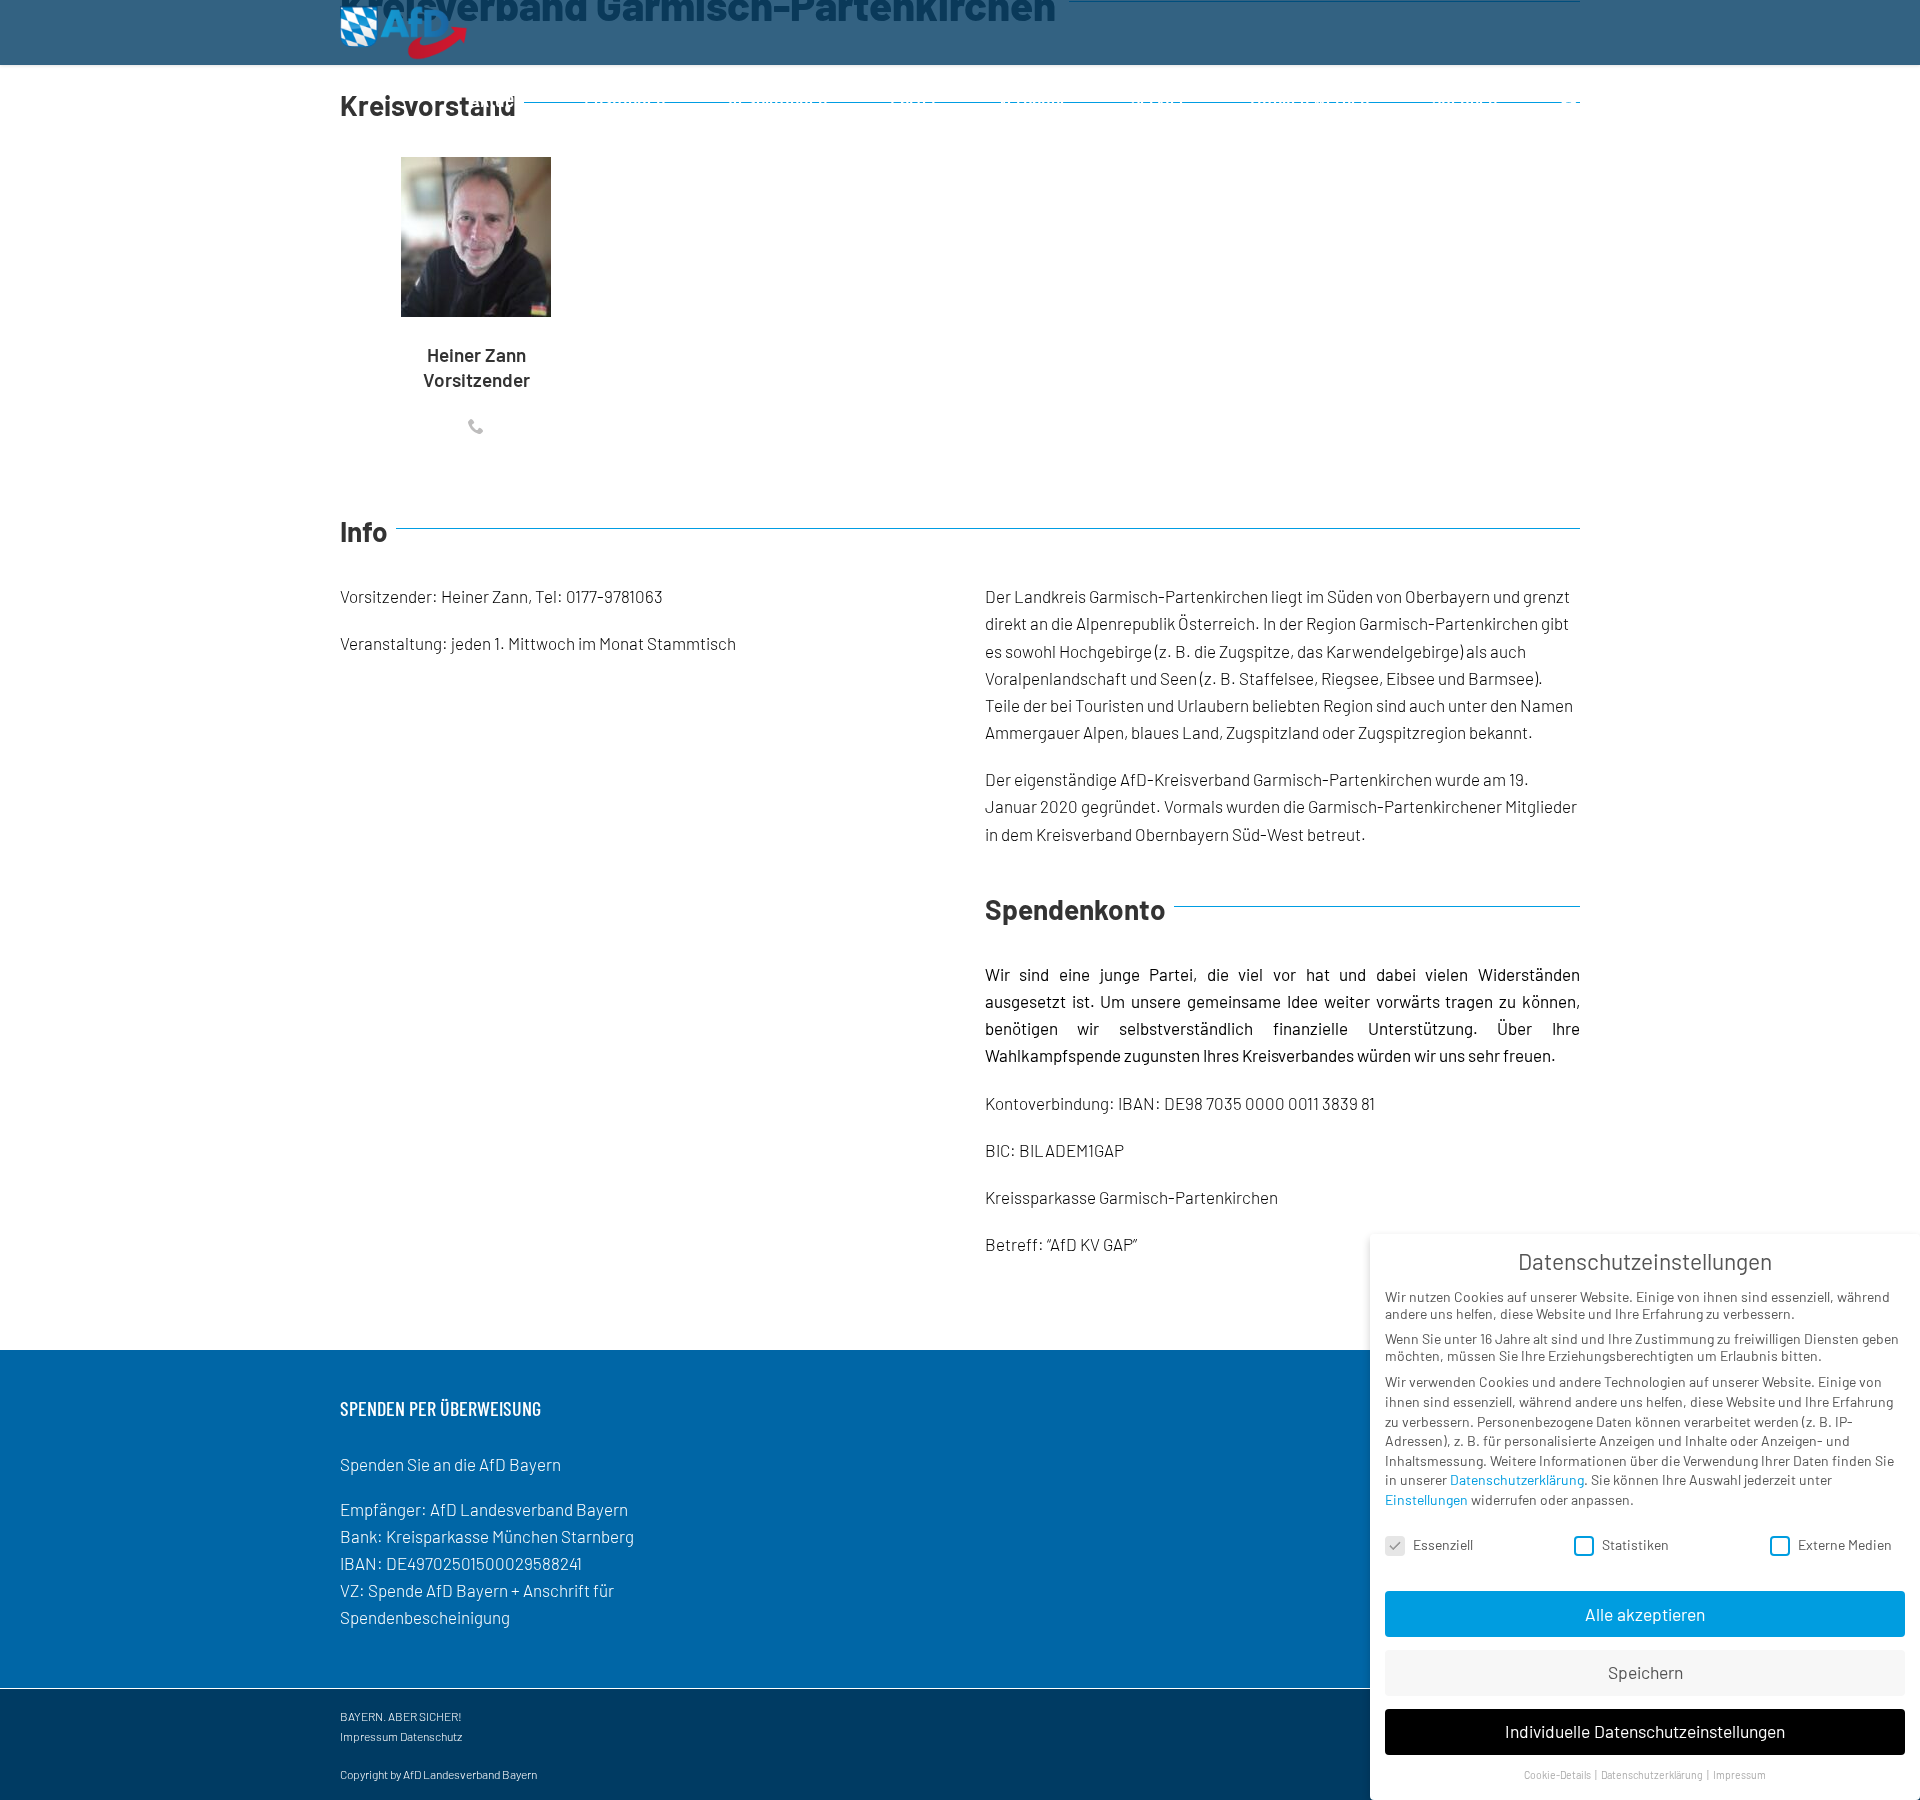 Kreisverband Garmisch-Partenkirchen
AfD
Kreisvorstand
Heiner Zann
Vorsitzender
Info
Vorsitzender: Heiner Zann, Tel: 0177-9781063
Veranstaltung: jeden 1. Mittwoch im Monat Stammtisch
Der Landkreis Garmisch-Partenkirchen liegt im Süden von Oberbayern und grenzt
direkt an die Alpenrepublik Österreich. In der Region Garmisch-Partenkirchen gibt
es sowohl Hochgebirge (z. B. die Zugspitze, das Karwendelgebirge) als auch
Voralpenlandschaft und Seen (z. B. Staffelsee, Riegsee, Eibsee und Barmsee).
Teile der bei Touristen und Urlaubern beliebten Region sind auch unter den Namen
Ammergauer Alpen, blaues Land, Zugspitzland oder Zugspitzregion bekannt.
Der eigenständige AfD-Kreisverband Garmisch-Partenkirchen wurde am 19.
Januar 2020 gegründet. Vormals wurden die Garmisch-Partenkirchener Mitglieder
in dem Kreisverband Obernbayern Süd-West betreut.
Spendenkonto
Wir sind eine junge Partei, die viel vor hat und dabei vielen Widerständen
ausgesetzt ist. Um unsere gemeinsame Idee weiter vorwärts tragen zu können,
benötigen wir selbstverständlich finanzielle Unterstützung. Über Ihre
Wahlkampfspende zugunsten Ihres Kreisverbandes würden wir uns sehr freuen.
Kontoverbindung: IBAN: DE98 7035 0000 0011 3839 81
BIC: BILADEM1GAP
Kreissparkasse Garmisch-Partenkirchen
Betreff: “AfD KV GAP”
SPENDEN PER ÜBERWEISUNG
Spenden Sie an die AfD Bayern
Empfänger: AfD Landesverband Bayern
Bank: Kreisparkasse München Starnberg
IBAN: DE49702501500029588241
VZ: Spende AfD Bayern + Anschrift für
Spendenbescheinigung
BAYERN. ABER SICHER!
Impressum Datenschutz
Copyright by AfD Landesverband Bayern
Datenschutzeinstellungen
Wir nutzen Cookies auf unserer Website. Einige von ihnen sind essenziell, während
andere uns helfen, diese Website und Ihre Erfahrung zu verbessern.
Wenn Sie unter 16 Jahre alt sind und Ihre Zustimmung zu freiwilligen Diensten geben
möchten, müssen Sie Ihre Erziehungsberechtigten um Erlaubnis bitten.
Wir verwenden Cookies und andere Technologien auf unserer Website. Einige von
ihnen sind essenziell, während andere uns helfen, diese Website und Ihre Erfahrung
zu verbessern. Personenbezogene Daten können verarbeitet werden (z. B. IP-
Adressen), z. B. für personalisierte Anzeigen und Inhalte oder Anzeigen- und
Inhaltsmessung. Weitere Informationen über die Verwendung Ihrer Daten finden Sie
in unserer Datenschutzerklärung. Sie können Ihre Auswahl jederzeit unter
Einstellungen widerrufen oder anpassen.
Essenziell
Statistiken
Externe Medien
Alle akzeptieren
Speichern
Individuelle Datenschutzeinstellungen
Cookie-Details | Datenschutzerklärung | Impressum